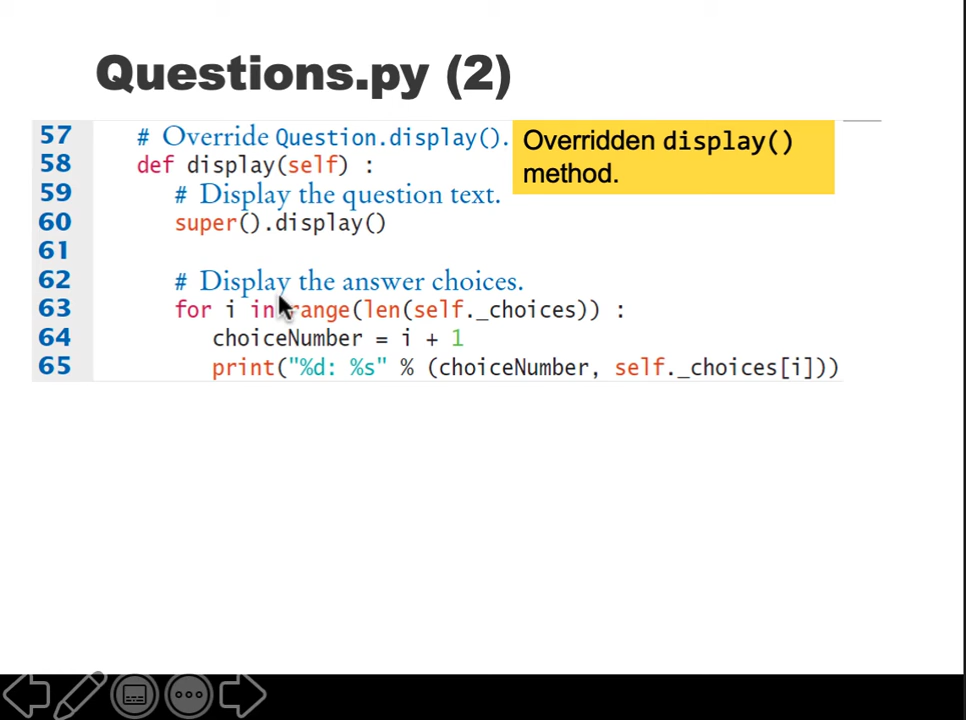 Questions.py (2)
57 # Override Question.display().
58 def display(self) :
59 # Display the question text.
60 super().display()
61
62 # Display the answer choices.
63 for i in range(len(self._choices)) :
64 choiceNumber = i + 1
65 print("%d: %s" % (choiceNumber, self._choices[i]))
Overridden display()
method.